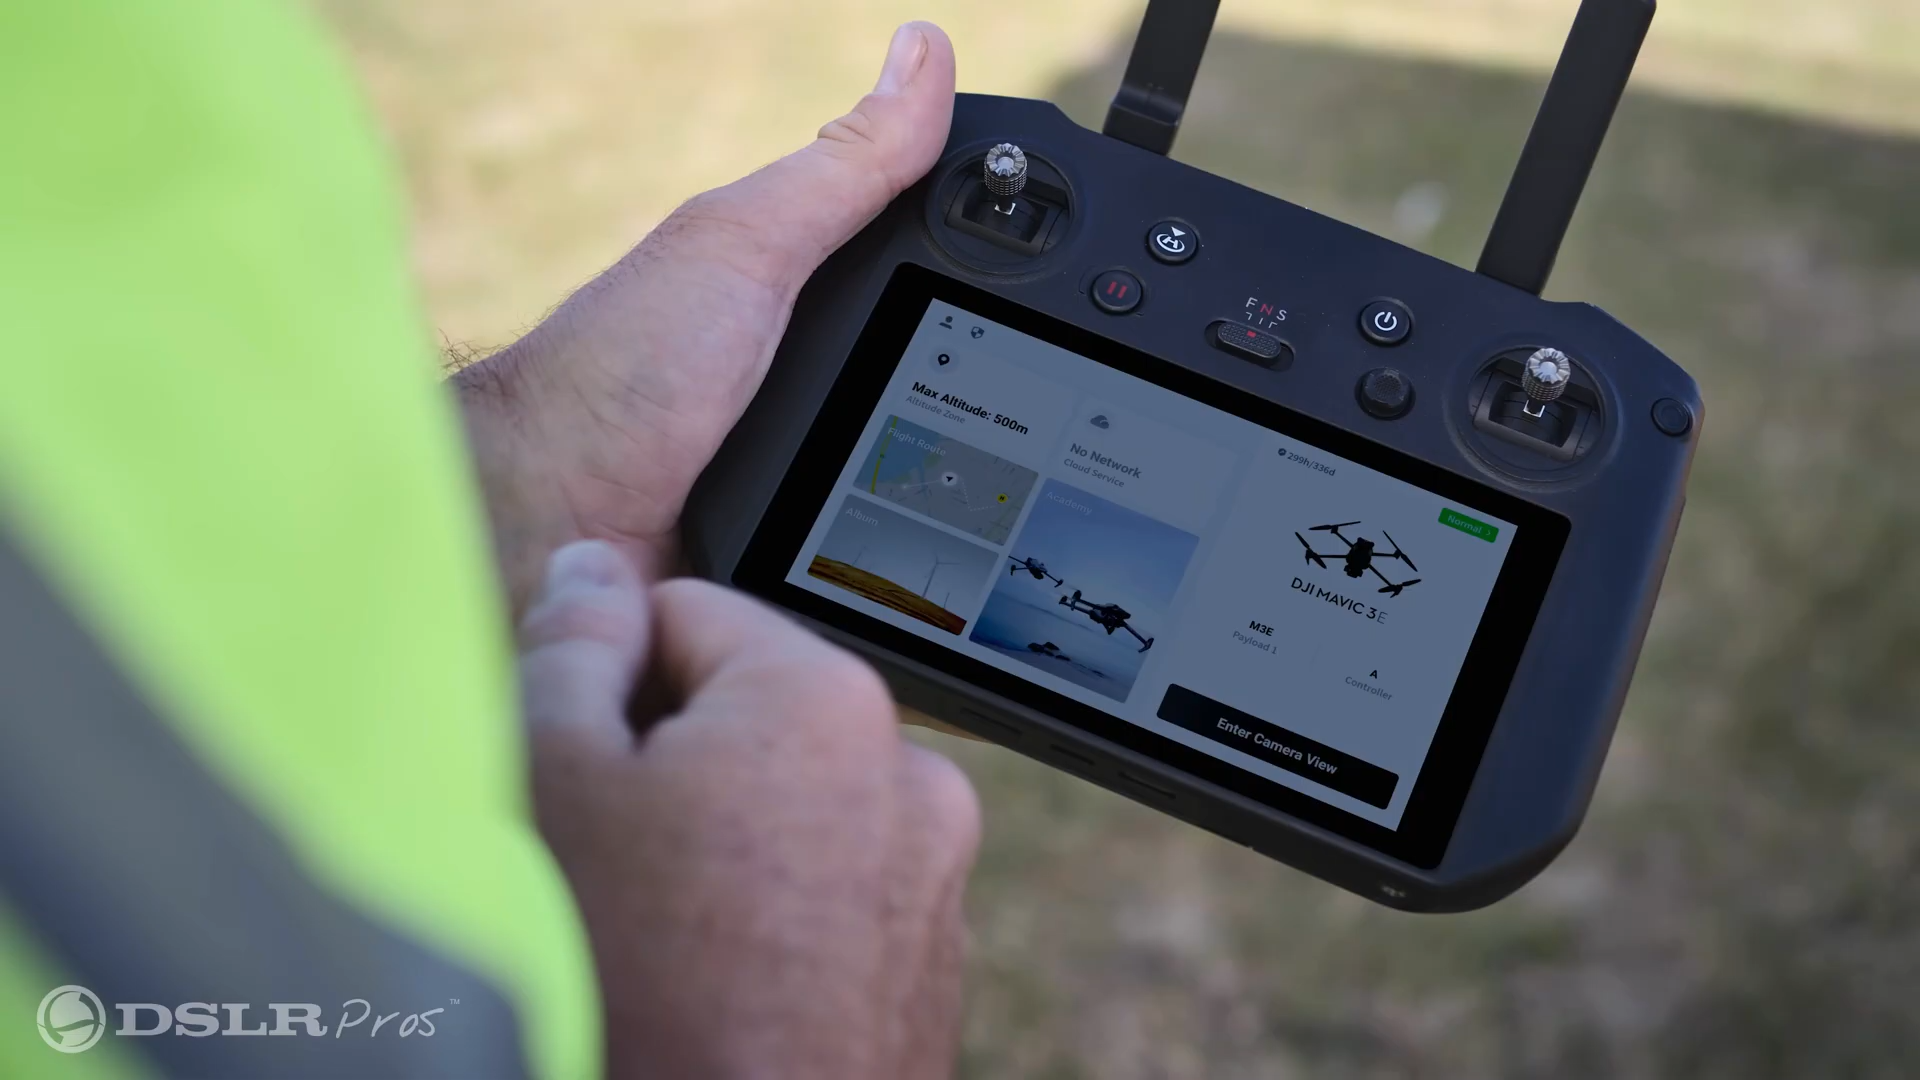 F N S
Max Altitude: 500m
Altitude Zone
Flight Route
N
Album
No Network
Cloud Service
Academy
299h/336d
Normal >
DJI MAVIC 3E
M3E
Payload 1
A
Controller
Enter Camera View
DSLR Pros™